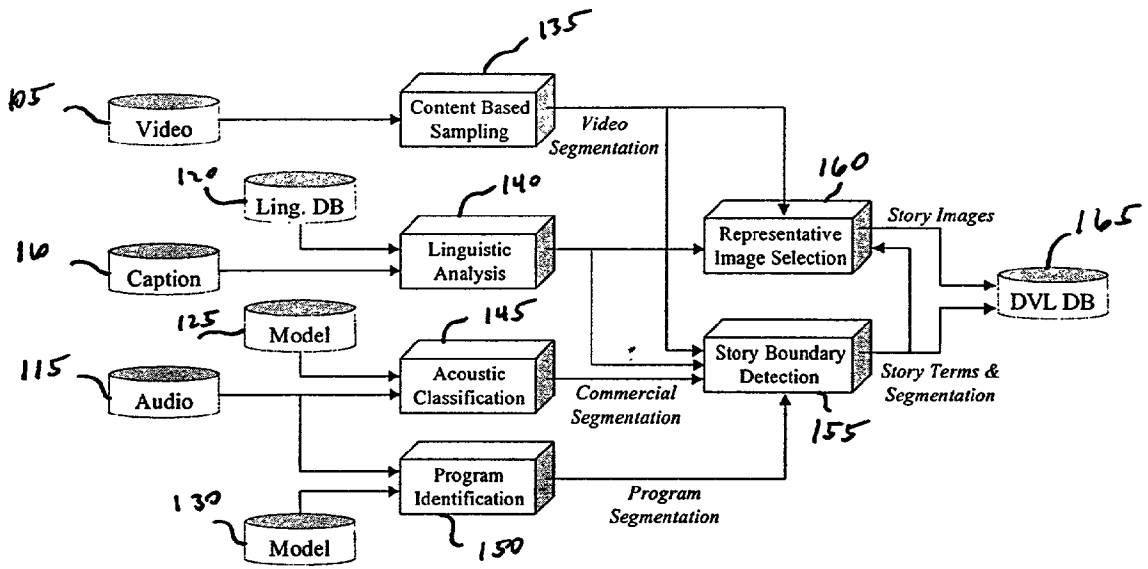 135
105
Content Based
Sampling
Video
Video
Segmentation
120
140
160
Ling. DB
Story Images
165
Linguistic
Analysis
Representative
Image Selection
110
Caption
DVL DB
125
145
Model
Story Boundary
Detection
115
Acoustic
Classification
Audio
Commercial
Segmentation
Story Terms &
Segmentation
155
Program
Identification
130
Program
Segmentation
Model
150